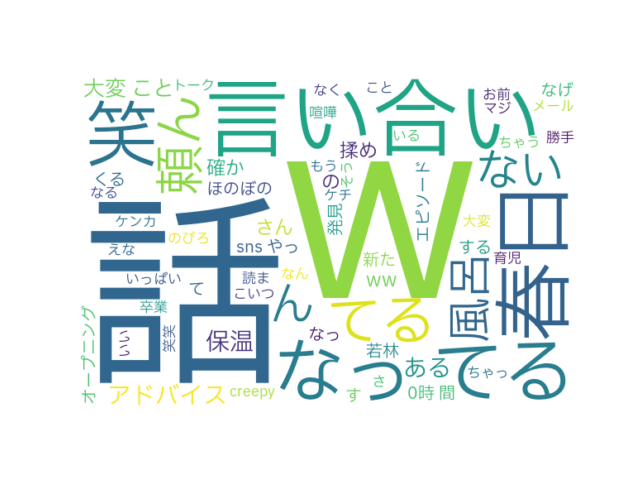 大変 こと トーク なく こと お前 なげ
笑 頼ん 言い合い 喧嘩 マジ メール
いる ちゃう 勝手
確か 揉め もう そう ない
くる ほのぼの の ケチ エピソード
なる
話 W 春日
ケンカ さん 発見 大変
えな のびろ sns やっ 新た する 育児
いっぱい て 読ま なん ww 風呂
卒業 こいつ ん てる
オープニング つつつ 笑笑 保温 なっ 若林
なっ ある てる ちゃっ
アドバイス creepy す さ 0時 間